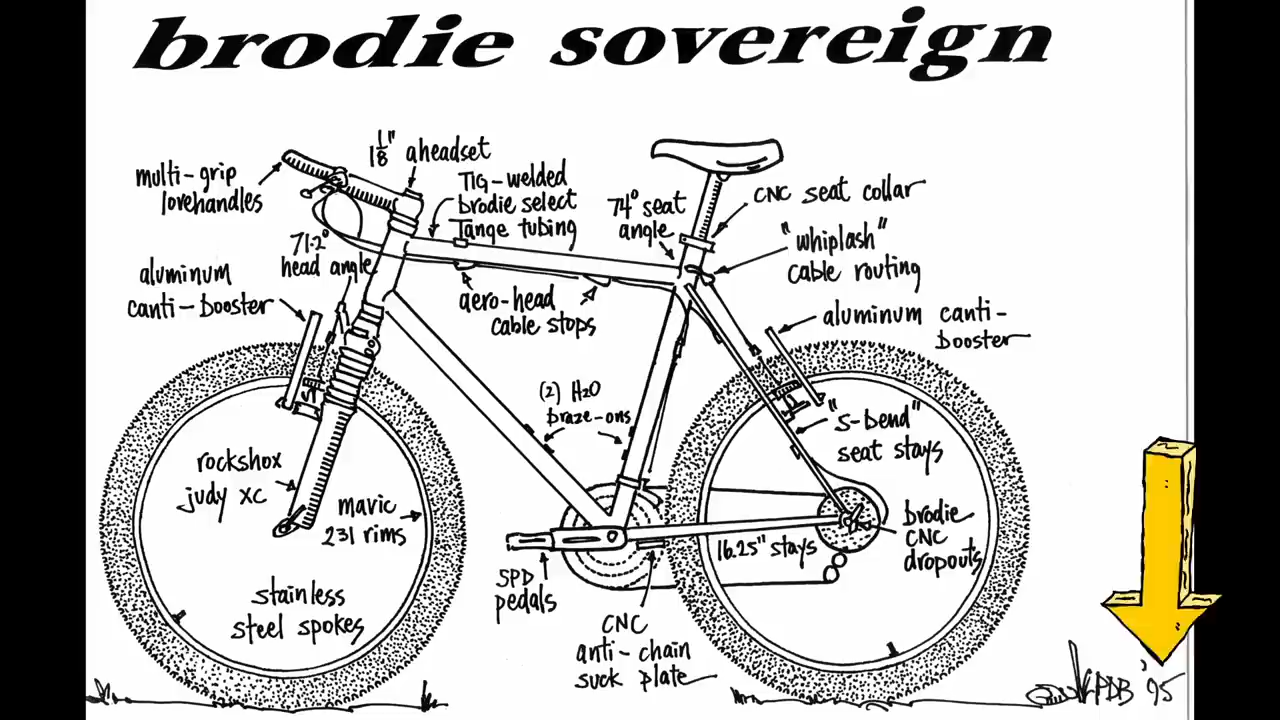 brodie sovereign
1 1/8" aheadset
multi-grip
lovehandles
TIG-welded
brodie select
Tange tubing
74° seat
angle
CNC seat collar
"whiplash"
cable routing
71.2°
head angle
aluminum
canti-booster
aero-head
cable stops
aluminum canti-
booster
(2) H2O
braze-ons
"S-bend"
seat stays
rockshox
judy xc
mavic
231 rims
16.25" stays
brodie
CNC
dropouts
SPD
pedals
stainless
steel spokes
CNC
anti-chain
suck plate
PDB '95